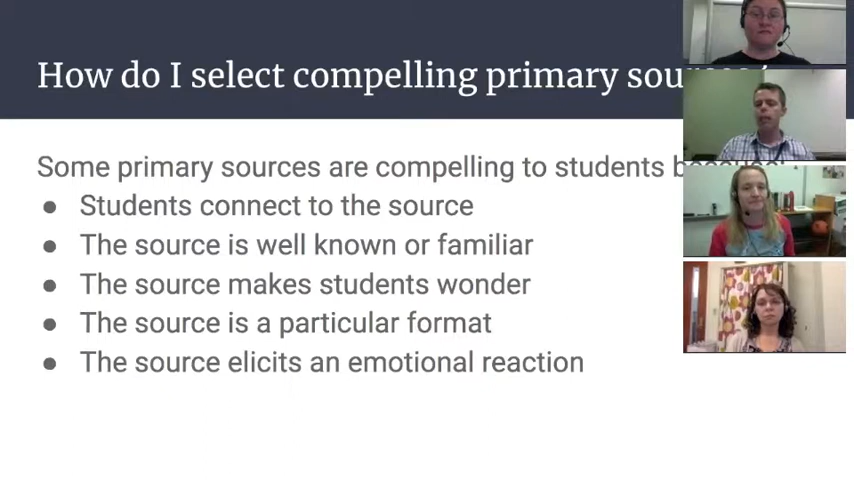 How do I select compelling primary
Some primary sources are compelling to students
● Students connect to the source
● The source is well known or familiar
● The source makes students wonder
● The source is a particular format
● The source elicits an emotional reaction